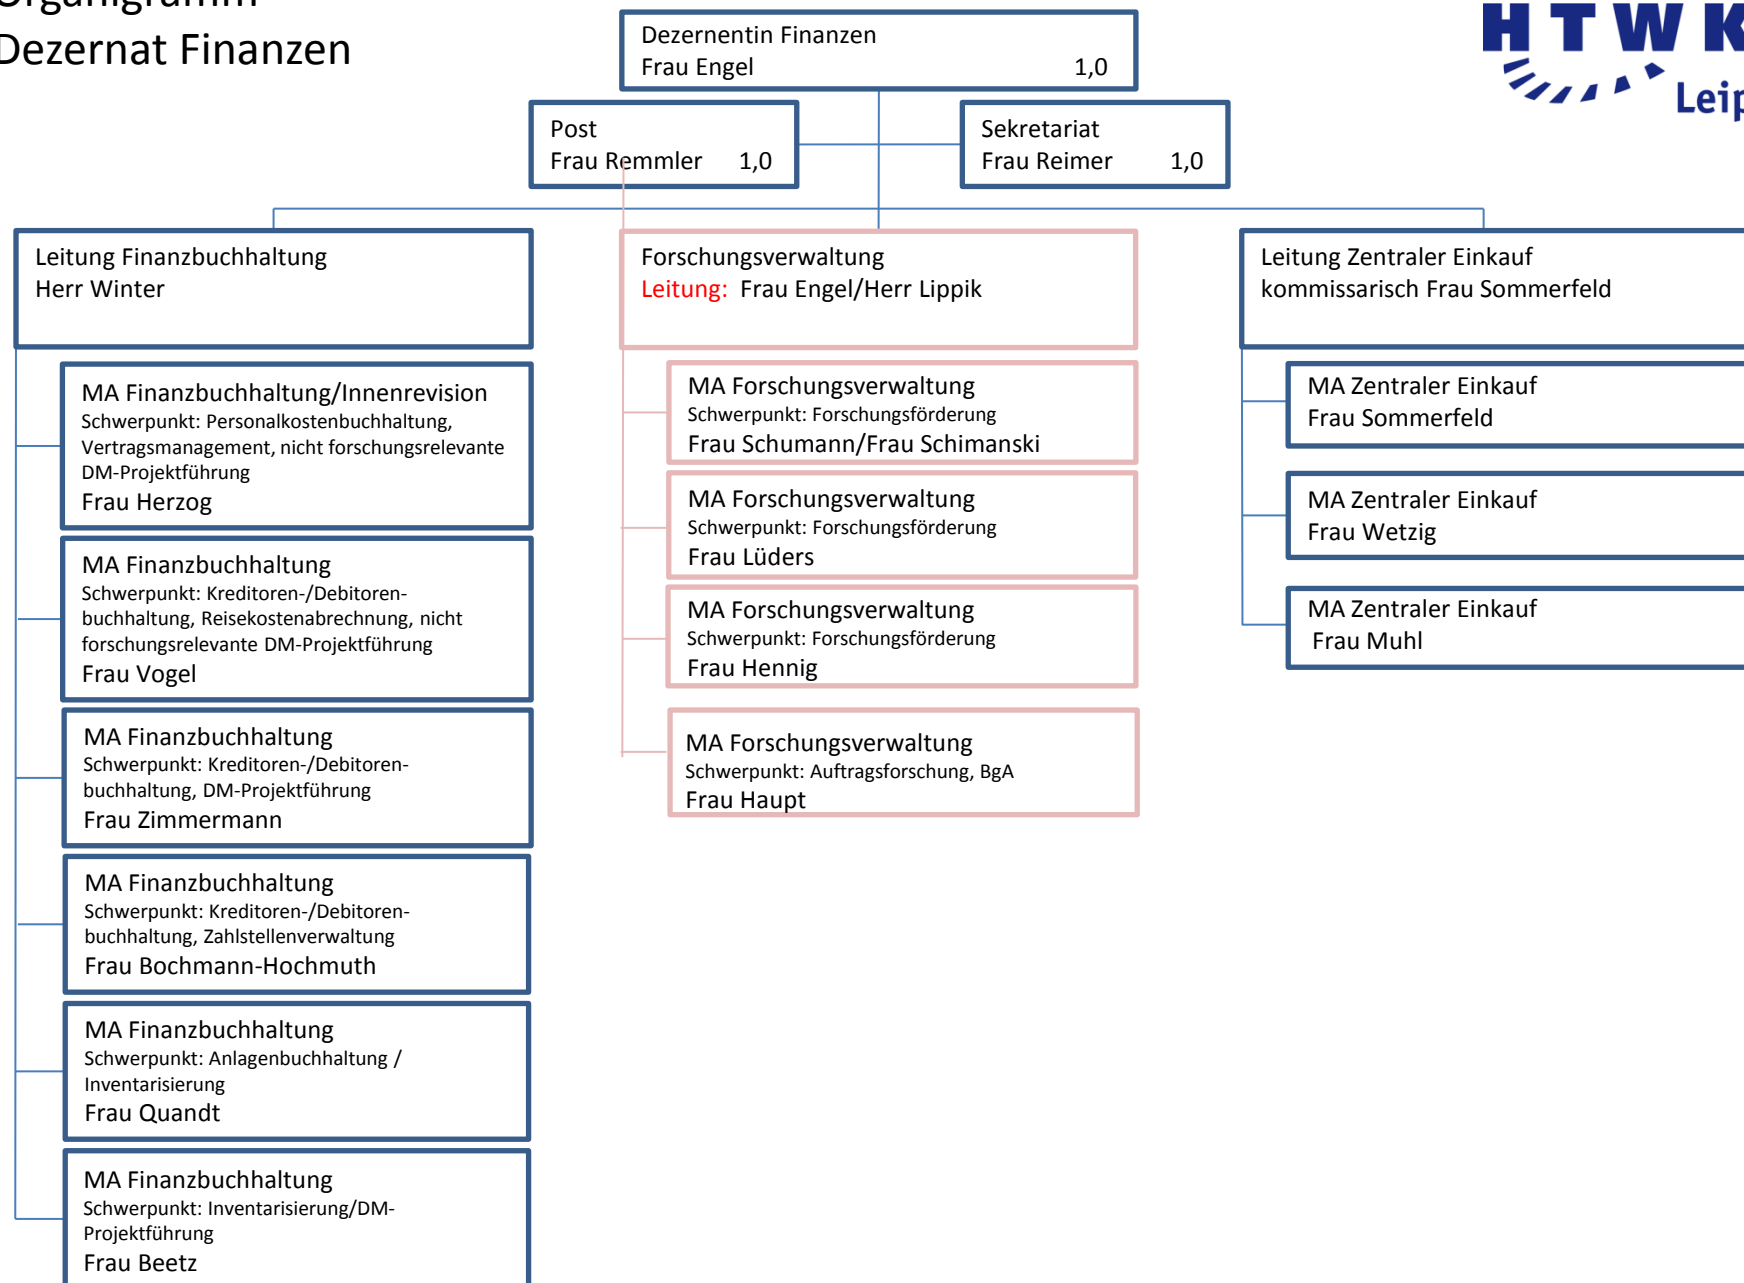 Organigramm
Dezernat Finanzen
Dezernentin Finanzen
Frau Engel 1,0
HTWK
Leip
Post
Frau Remmler 1,0
Sekretariat
Frau Reimer 1,0
Leitung Finanzbuchhaltung
Herr Winter
MA Finanzbuchhaltung/Innenrevision
Schwerpunkt: Personalkostenbuchhaltung,
Vertragsmanagement, nicht forschungsrelevante
DM-Projektführung
Frau Herzog
MA Finanzbuchhaltung
Schwerpunkt: Kreditoren-/Debitoren-
buchhaltung, Reisekostenabrechnung, nicht
forschungsrelevante DM-Projektführung
Frau Vogel
MA Finanzbuchhaltung
Schwerpunkt: Kreditoren-/Debitoren-
buchhaltung, DM-Projektführung
Frau Zimmermann
MA Finanzbuchhaltung
Schwerpunkt: Kreditoren-/Debitoren-
buchhaltung, Zahlstellenverwaltung
Frau Bochmann-Hochmuth
MA Finanzbuchhaltung
Schwerpunkt: Anlagenbuchhaltung /
Inventarisierung
Frau Quandt
MA Finanzbuchhaltung
Schwerpunkt: Inventarisierung/DM-
Projektführung
Frau Beetz
Forschungsverwaltung
Leitung: Frau Engel/Herr Lippik
MA Forschungsverwaltung
Schwerpunkt: Forschungsförderung
Frau Schumann/Frau Schimanski
MA Forschungsverwaltung
Schwerpunkt: Forschungsförderung
Frau Lüders
MA Forschungsverwaltung
Schwerpunkt: Forschungsförderung
Frau Hennig
MA Forschungsverwaltung
Schwerpunkt: Auftragsforschung, BgA
Frau Haupt
Leitung Zentraler Einkauf
kommissarisch Frau Sommerfeld
MA Zentraler Einkauf
Frau Sommerfeld
MA Zentraler Einkauf
Frau Wetzig
MA Zentraler Einkauf
Frau Muhl